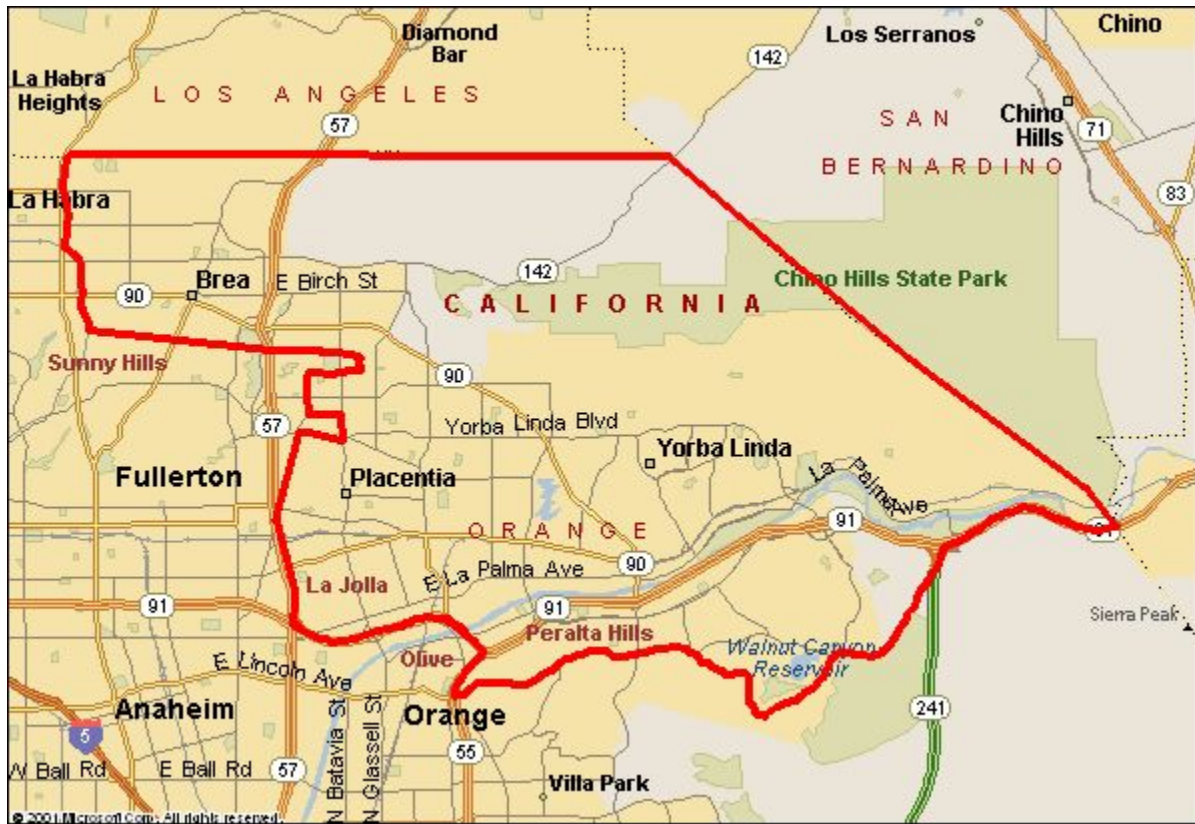 Chino
Diamond
Bar
Los Serranos
142
La Habra
Heights
LOS ANGELES
57
SAN
Chino
Hills
71
BERNARDINO
La Habra
83
142
E Birch St
Brea
90
CALIFORNIA
Chino Hills State Park
Sunny Hills
90
57
Yorba Linda Blvd
Yorba Linda
Fullerton
Placentia
La Palma Ave
ORANGE
91
90
La Jolla
E La Palma Ave
91
91
Peralta Hills
Sierra Peak
Olive
Walnut Canyon
Reservoir
E Lincoln Ave
Anaheim
Orange
241
5
N Batavia St
N Glassell St
55
W Ball Rd
E Ball Rd
57
Villa Park
© 2001 Microsoft Corp. All rights reserved.